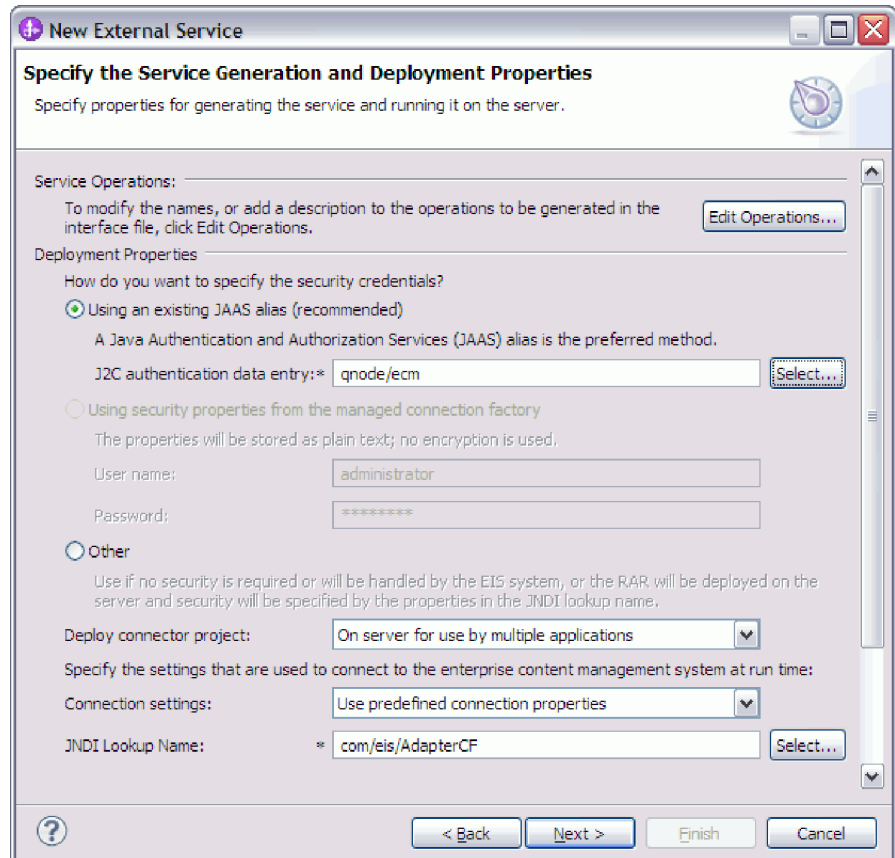 New External Service
Specify the Service Generation and Deployment Properties
Specify properties for generating the service and running it on the server.
Service Operations:
To modify the names, or add a description to the operations to be generated in the
interface file, click Edit Operations.
Edit Operations...
Deployment Properties
How do you want to specify the security credentials?
Using an existing JAAS alias (recommended)
A Java Authentication and Authorization Services (JAAS) alias is the preferred method.
J2C authentication data entry:* qnode/ecm Select...
Using security properties from the managed connection factory
The properties will be stored as plain text; no encryption is used.
User name: administrator
Password: ********
Other
Use if no security is required or will be handled by the EIS system, or the RAR will be deployed on the
server and security will be specified by the properties in the JNDI lookup name.
Deploy connector project: On server for use by multiple applications
Specify the settings that are used to connect to the enterprise content management system at run time:
Connection settings: Use predefined connection properties
JNDI Lookup Name: * com/eis/AdapterCF Select...
? < Back Next > Finish Cancel